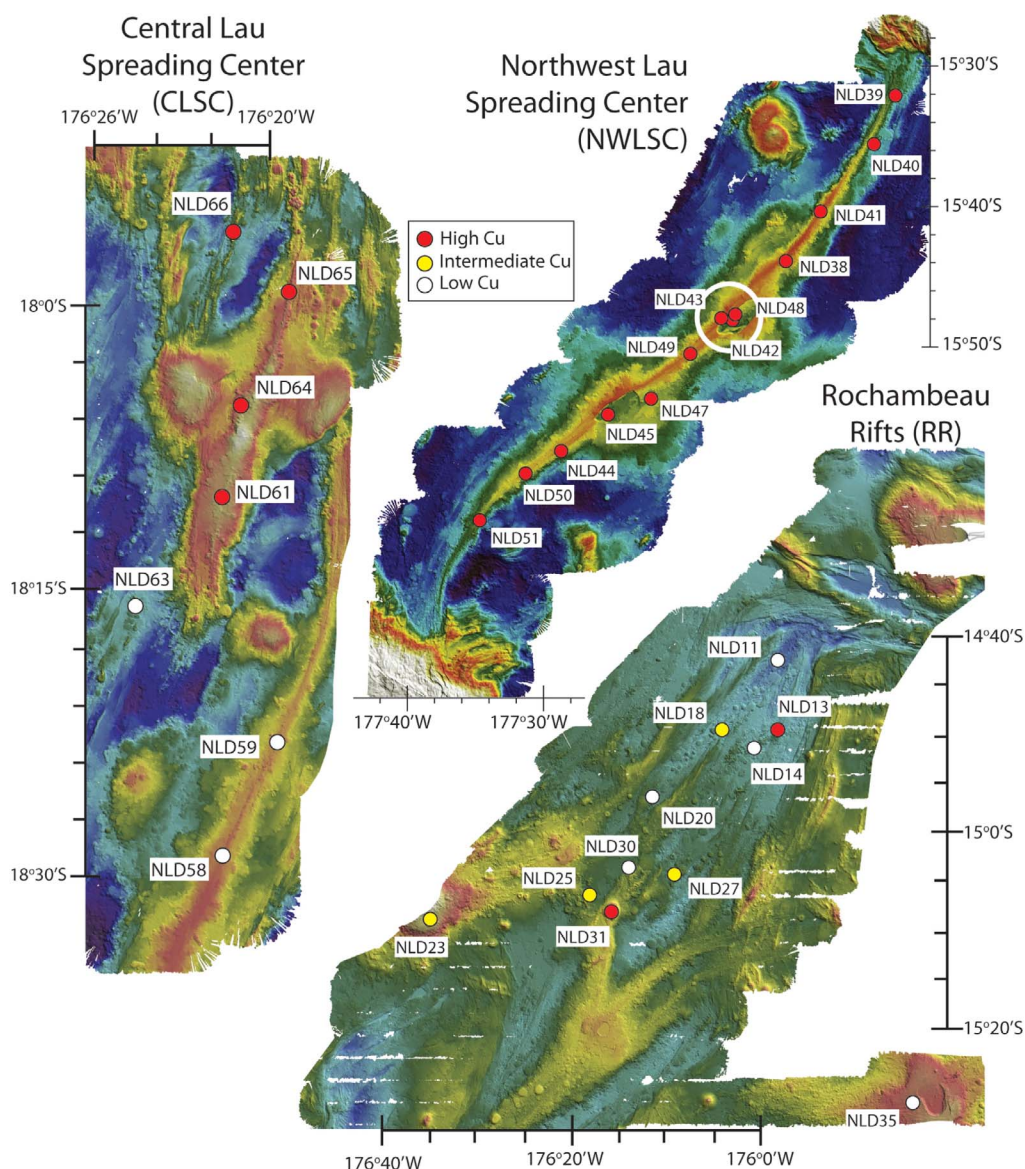 Central Lau
Spreading Center
(CLSC)
176°26'W
176°20'W
NLD66
NLD65
18°0'S
NLD64
NLD61
18°15'S
NLD63
NLD59
NLD58
18°30'S
High Cu
Intermediate Cu
Low Cu
Northwest Lau
Spreading Center
(NWLSC)
15°30'S
NLD39
NLD40
15°40'S
NLD41
NLD38
NLD43
NLD48
NLD42
15°50'S
NLD49
NLD47
NLD45
NLD44
NLD50
NLD51
177°40'W
177°30'W
Rochambeau
Rifts (RR)
14°40'S
NLD11
NLD18
NLD13
NLD14
NLD20
15°0'S
NLD30
NLD25
NLD27
NLD23
NLD31
15°20'S
NLD35
176°40'W
176°20'W
176°0'W